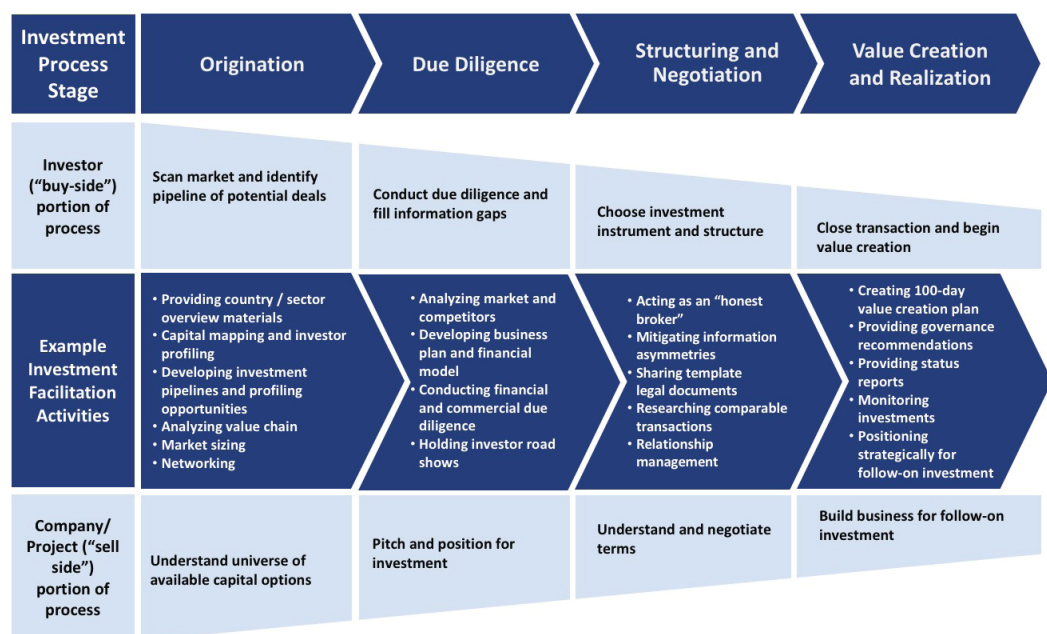 Investment
Process
Stage
Origination
Due Diligence
Structuring and
Negotiation
Value Creation
and Realization
Investor
(“buy-side”)
portion of
process
Scan market and identify
pipeline of potential deals
Conduct due diligence and
fill information gaps
Choose investment
instrument and structure
Close transaction and begin
value creation
Example
Investment
Facilitation
Activities
• Providing country / sector
overview materials
• Capital mapping and investor
profiling
• Developing investment
pipelines and profiling
opportunities
• Analyzing value chain
• Market sizing
• Networking
• Analyzing market and
competitors
• Developing business
plan and financial
model
• Conducting financial
and commercial due
diligence
• Holding investor road
shows
• Acting as an “honest
broker”
• Mitigating information
asymmetries
• Sharing template
legal documents
• Researching comparable
transactions
• Relationship
management
• Creating 100-day
value creation plan
• Providing governance
recommendations
• Providing status
reports
• Monitoring
investments
• Positioning
strategically for
follow-on investment
Company/
Project (“sell
side”)
portion of
process
Understand universe of
available capital options
Pitch and position for
investment
Understand and negotiate
terms
Build business for follow-on
investment